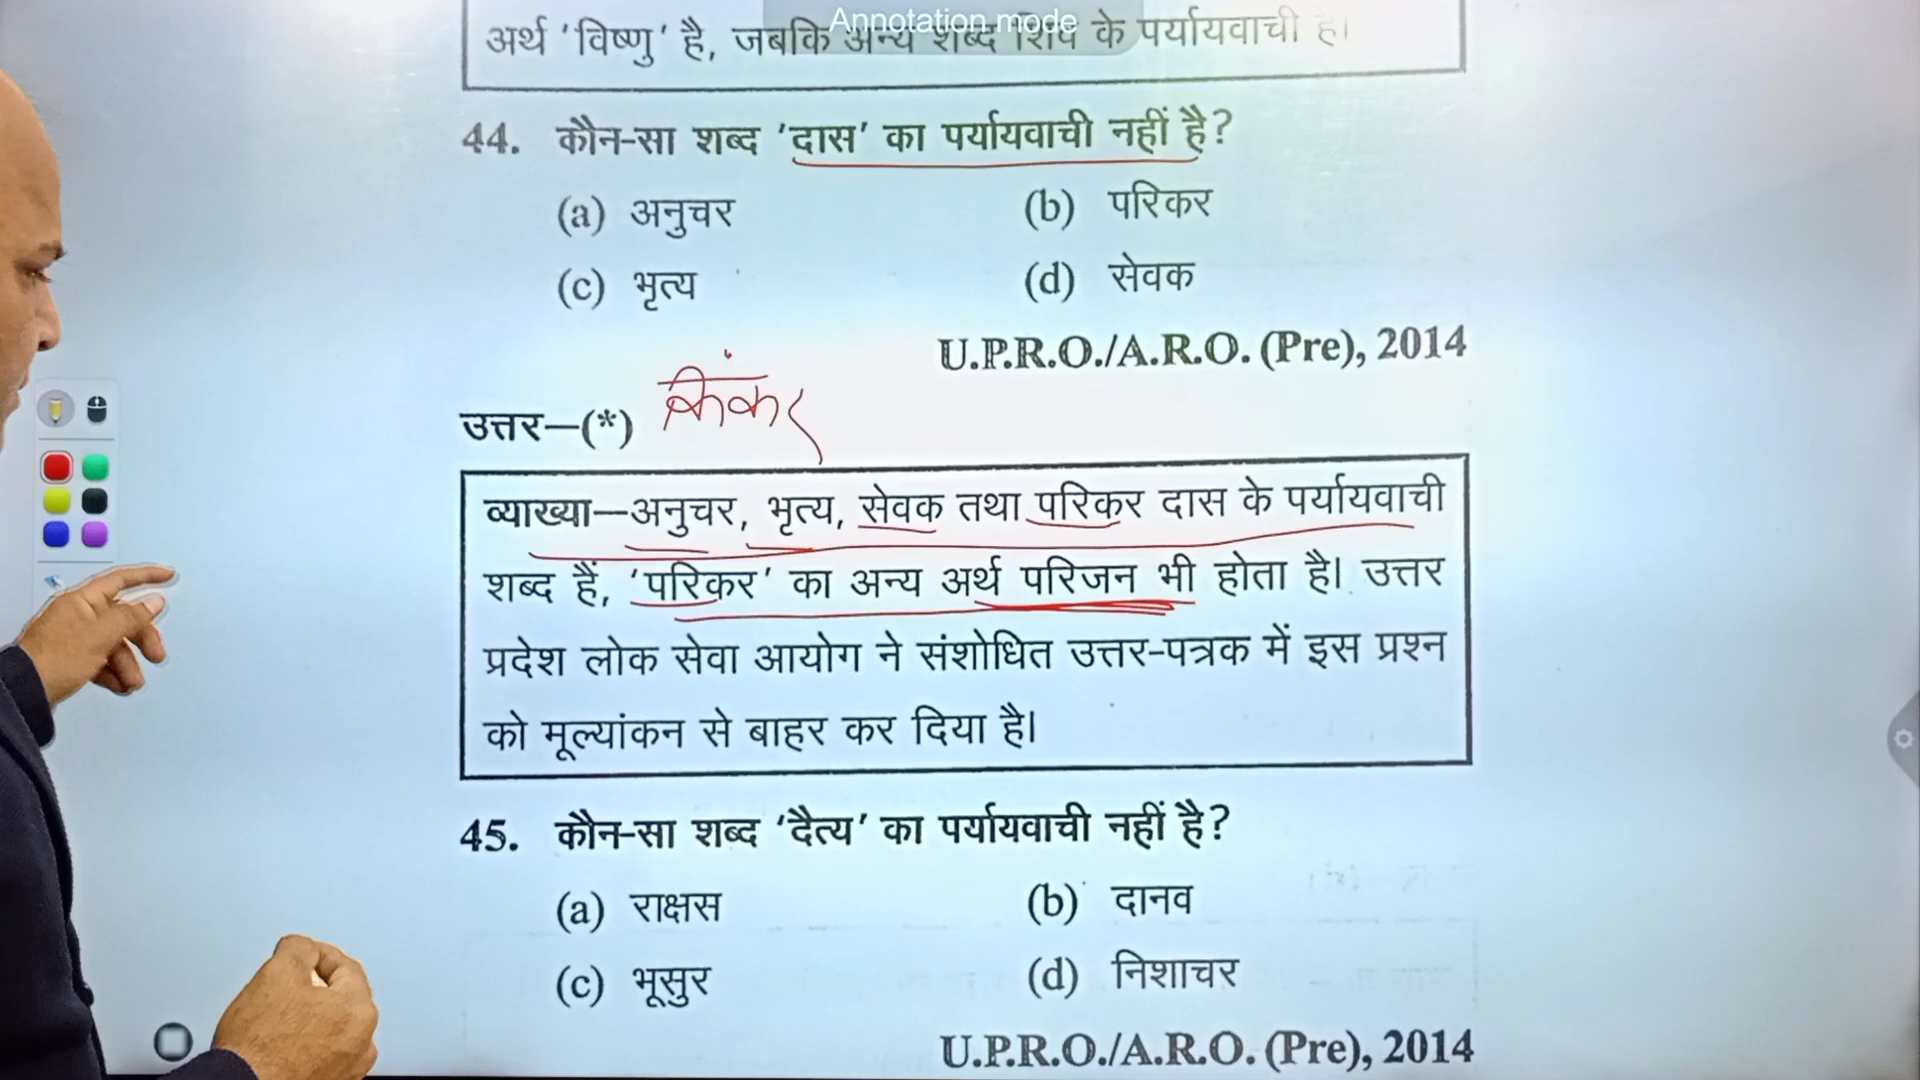 Annotation mode
अर्थ 'विष्णु' है, जबकि अन्य शब्द शिव के पर्यायवाची हैं।
44. कौन-सा शब्द 'दास' का पर्यायवाची नहीं है?
(a) अनुचर (b) परिकर
(c) भृत्य (d) सेवक
U.P.R.O./A.R.O. (Pre), 2014
किंकर
उत्तर—(*)
व्याख्या—अनुचर, भृत्य, सेवक तथा परिकर दास के पर्यायवाची
शब्द हैं, 'परिकर' का अन्य अर्थ परिजन भी होता है। उत्तर
प्रदेश लोक सेवा आयोग ने संशोधित उत्तर-पत्रक में इस प्रश्न
को मूल्यांकन से बाहर कर दिया है।
45. कौन-सा शब्द 'दैत्य' का पर्यायवाची नहीं है?
(a) राक्षस (b) दानव
(c) भूसुर (d) निशाचर
U.P.R.O./A.R.O. (Pre), 2014